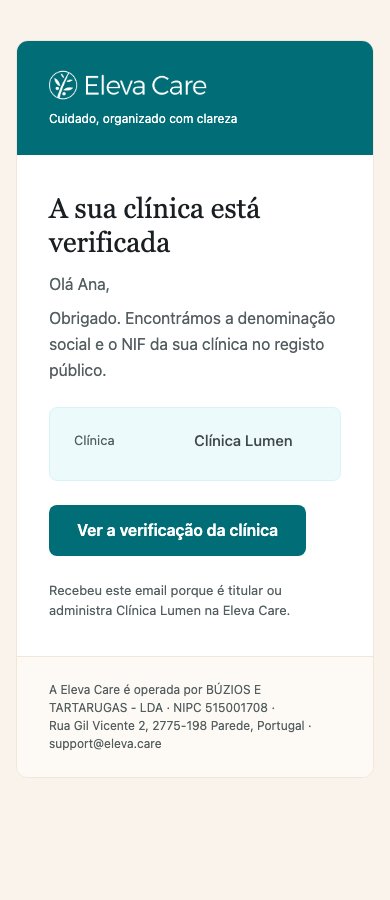 Eleva Care
Cuidado, organizado com clareza
A sua clínica está
verificada
Olá Ana,
Obrigado. Encontrámos a denominação
social e o NIF da sua clínica no registo
público.
Clínica Clínica Lumen
Ver a verificação da clínica
Recebeu este email porque é titular ou
administra Clínica Lumen na Eleva Care.
A Eleva Care é operada por BÚZIOS E
TARTARUGAS - LDA · NIPC 515001708 ·
Rua Gil Vicente 2, 2775-198 Parede, Portugal ·
support@eleva.care